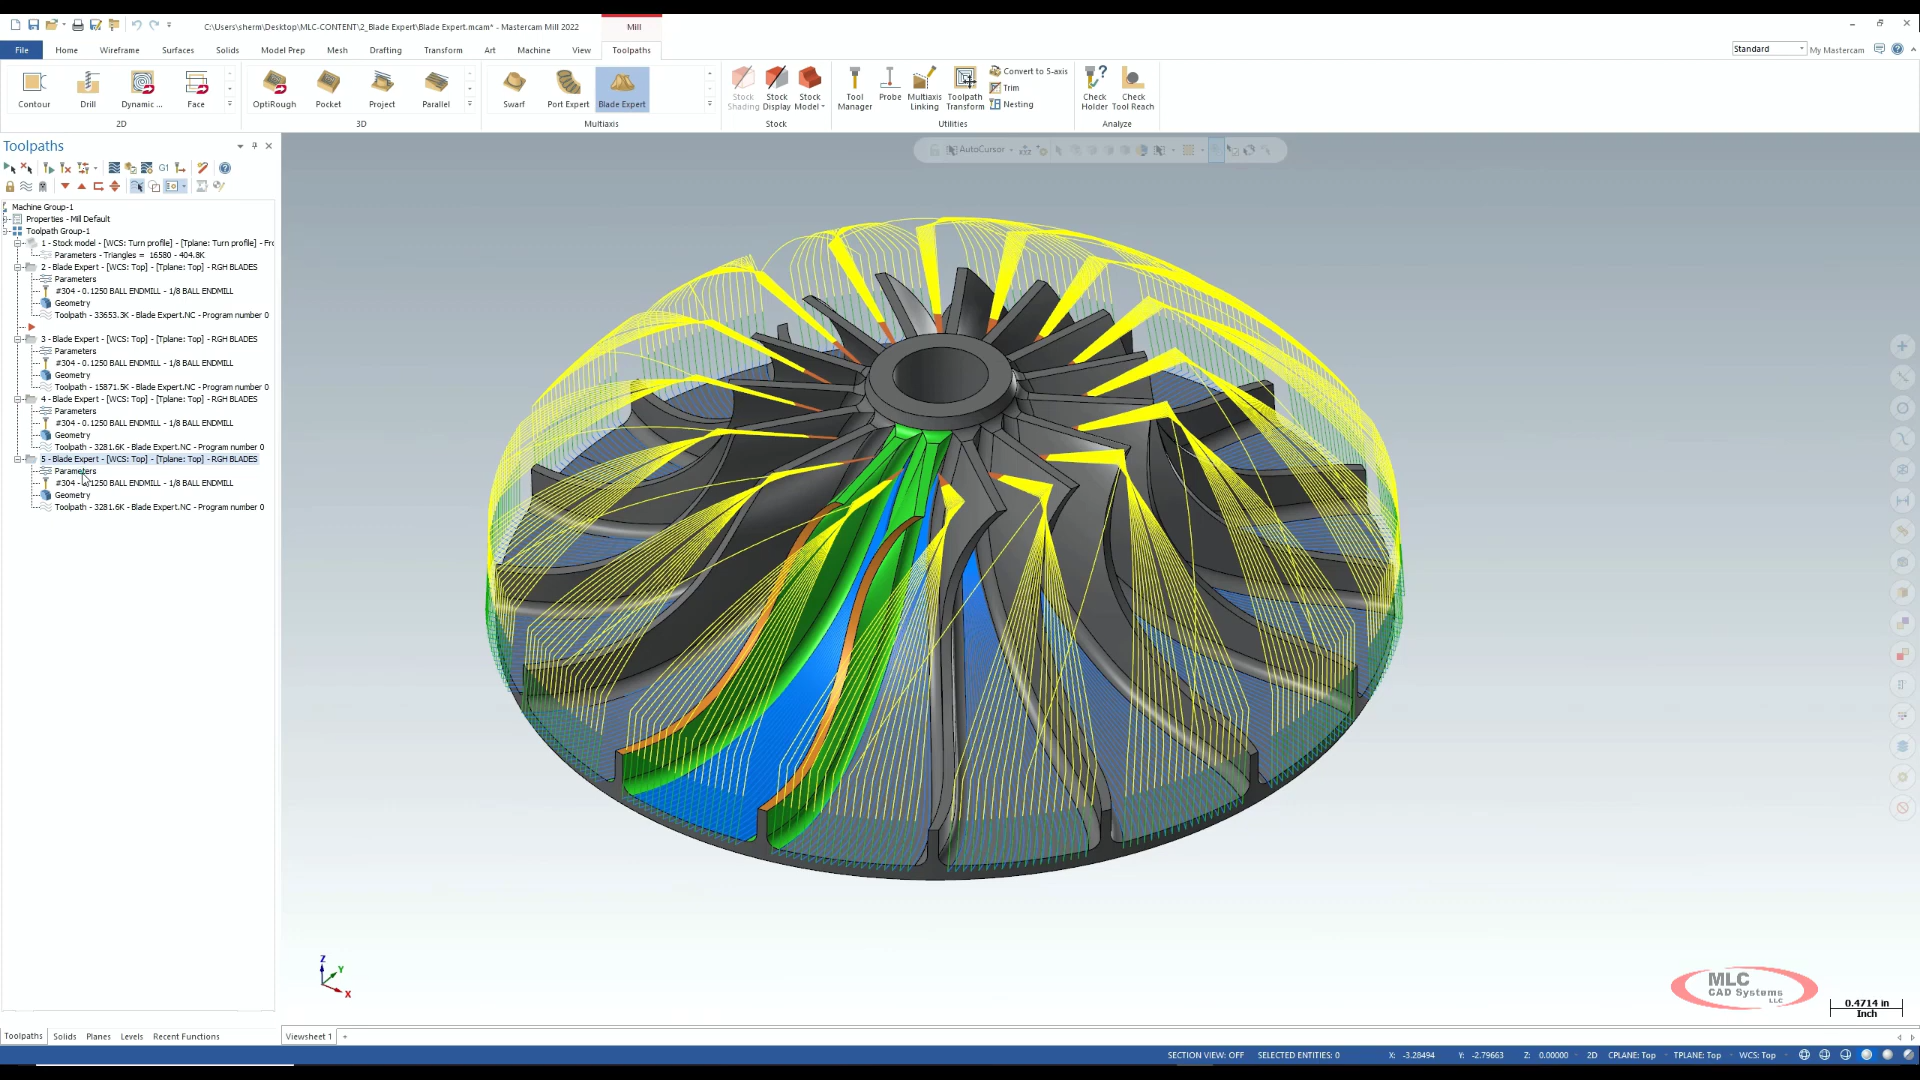 C:\Users\sherm\Desktop\MLC-CONTENT\2_Blade Expert\Blade Expert.mcam* - Mastercam Mill 2022
Mill
File Home Wireframe Surfaces Solids Model Prep Mesh Drafting Transform Art Machine View Toolpaths
Standard My Mastercam
Contour Drill Dynamic ... Face
2D
OptiRough Pocket Project Parallel
3D
Swarf Port Expert Blade Expert
Multiaxis
Stock Shading Stock Display Stock Model
Stock
Tool Manager Probe Multiaxis Linking Toolpath Transform
Convert to 5-axis
Trim
Nesting
Utilities
Check Holder Check Tool Reach
Analyze
Toolpaths
G1
AutoCursor
XYZ
Machine Group-1
Properties - Mill Default
Toolpath Group-1
1 - Stock model - [WCS: Turn profile] - [Tplane: Turn profile] - Fro
Parameters - Triangles = 16580 - 404.8K
2 - Blade Expert - [WCS: Top] - [Tplane: Top] - RGH BLADES
Parameters
#304 - 0.1250 BALL ENDMILL - 1/8 BALL ENDMILL
Geometry
Toolpath - 33653.3K - Blade Expert.NC - Program number 0
3 - Blade Expert - [WCS: Top] - [Tplane: Top] - RGH BLADES
Parameters
#304 - 0.1250 BALL ENDMILL - 1/8 BALL ENDMILL
Geometry
Toolpath - 15871.5K - Blade Expert.NC - Program number 0
4 - Blade Expert - [WCS: Top] - [Tplane: Top] - RGH BLADES
Parameters
#304 - 0.1250 BALL ENDMILL - 1/8 BALL ENDMILL
Geometry
Toolpath - 3281.6K - Blade Expert.NC - Program number 0
5 - Blade Expert - [WCS: Top] - [Tplane: Top] - RGH BLADES
Parameters
#304 - 0.1250 BALL ENDMILL - 1/8 BALL ENDMILL
Geometry
Toolpath - 3281.6K - Blade Expert.NC - Program number 0
Z
Y
X
MLC
CAD Systems
LLC
0.4714 in
Inch
Toolpaths Solids Planes Levels Recent Functions
Viewsheet 1 +
SECTION VIEW: OFF SELECTED ENTITIES: 0 X: -3.28494 Y: -2.79663 Z: 0.00000 2D CPLANE: Top TPLANE: Top WCS: Top